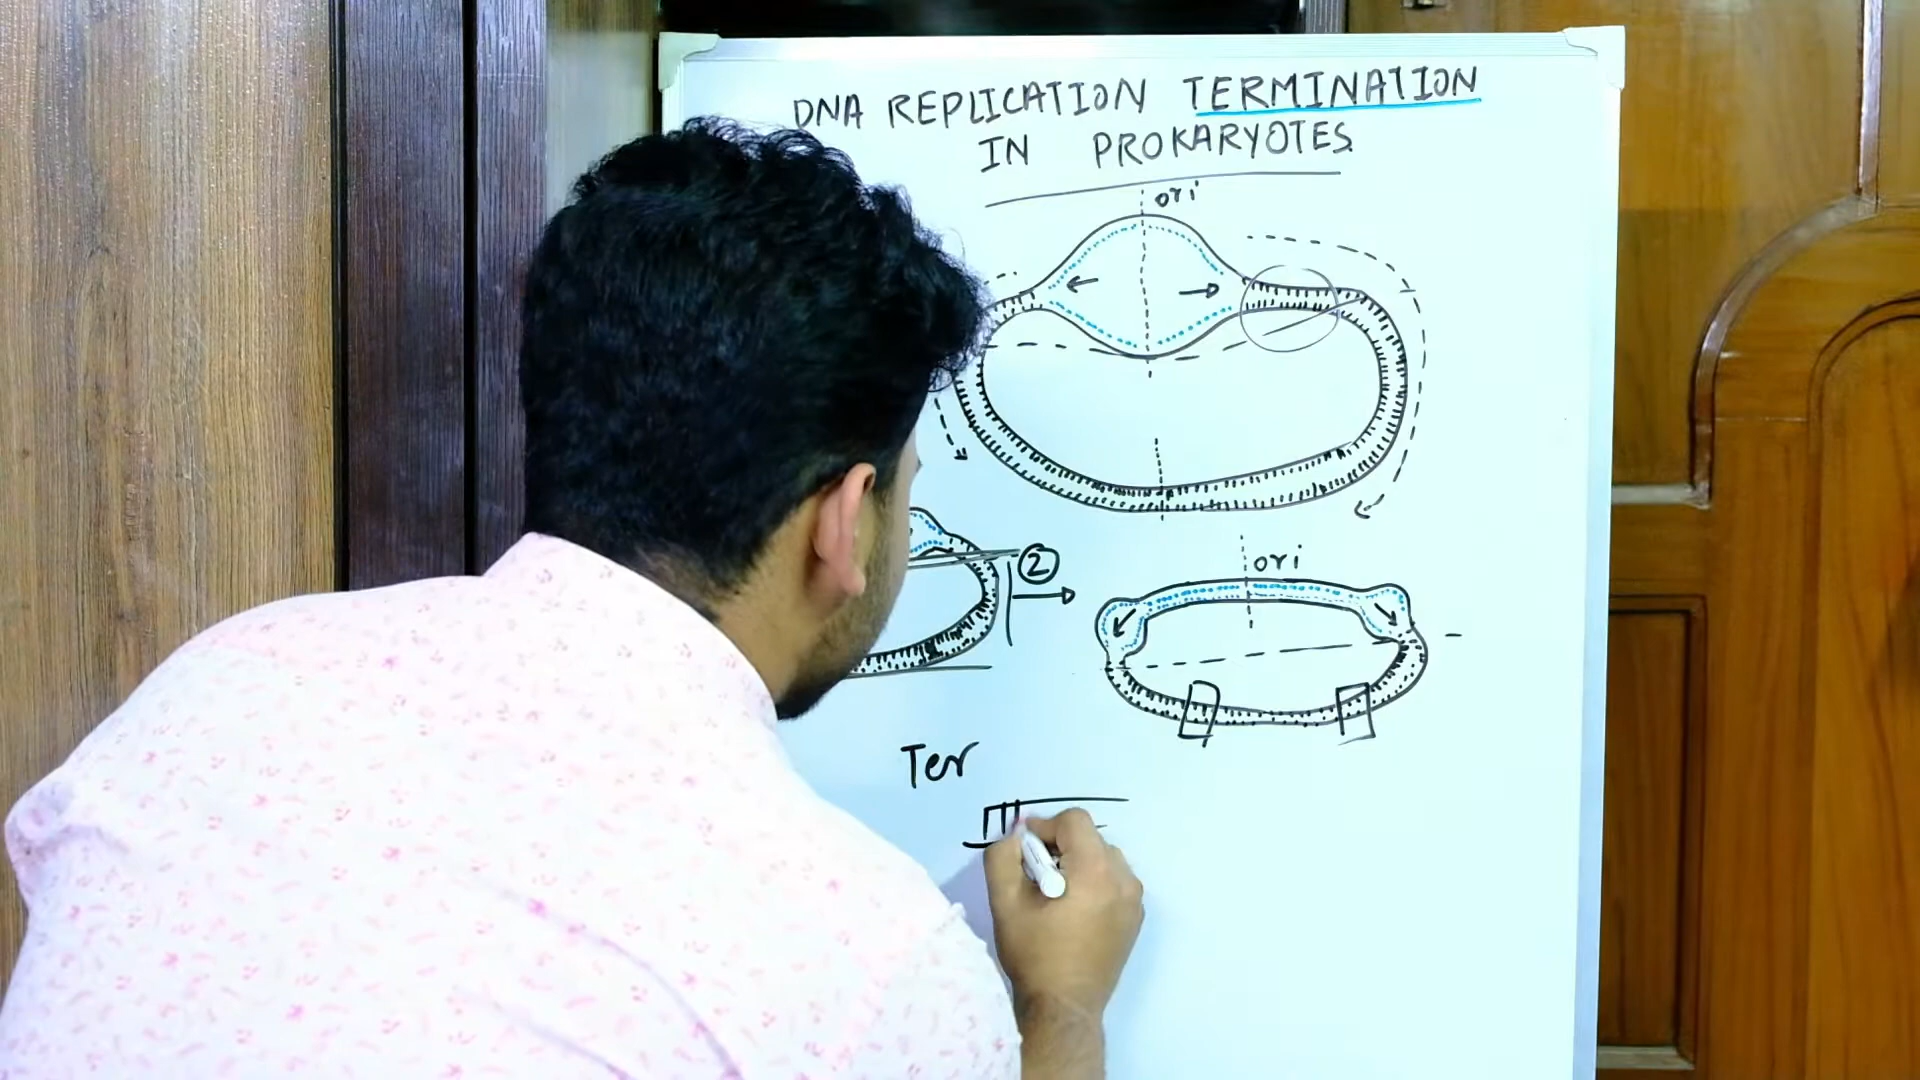 DNA REPLICATION TERMINATION
IN PROKARYOTES
ori
2
ori
Ter